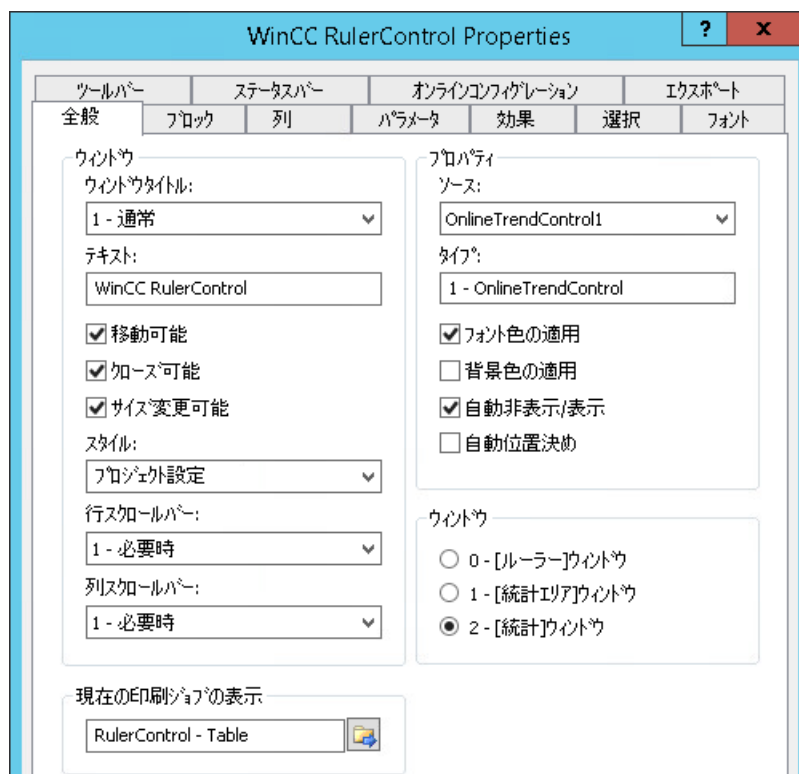 WinCC RulerControl Properties
? x
ツールバー ステータスバー オンラインコンフィグレーション エクスポート
全般 ブロック 列 パラメータ 効果 選択 フォント
ウィンドウ
ウィンドウタイトル:
1 - 通常
テキスト:
WinCC RulerControl
移動可能
クローズ可能
サイズ変更可能
スタイル:
プロジェクト設定
行スクロールバー:
1 - 必要時
列スクロールバー:
1 - 必要時
プロパティ
ソース:
OnlineTrendControl1
タイプ:
1 - OnlineTrendControl
フォント色の適用
背景色の適用
自動非表示/表示
自動位置決め
ウィンドウ
0 - [ルーラー]ウィンドウ
1 - [統計エリア]ウィンドウ
2 - [統計]ウィンドウ
現在の印刷ジョブの表示
RulerControl - Table